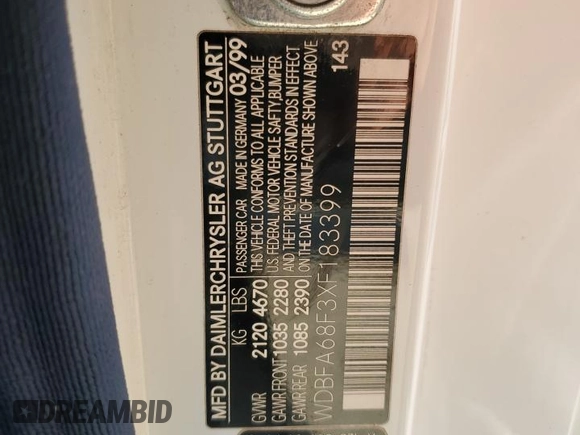 MFD BY DAIMLERCHRYSLER AG STUTTGART
KG LBS PASSENGER CAR MADE IN GERMANY 03/99
GVWR 2120 4670 THIS VEHICLE CONFORMS TO ALL APPLICABLE
GAWR FRONT 1035 2280 U.S. FEDERAL MOTOR VEHICLE SAFTY, BUMPER
GAWR REAR 1085 2390 AND THEFT PREVENTION STANDARDS IN EFFECT
ON THE DATE OF MANUFACTURE SHOWN ABOVE
WDBFA68F3XF183399 143
DREAMBID